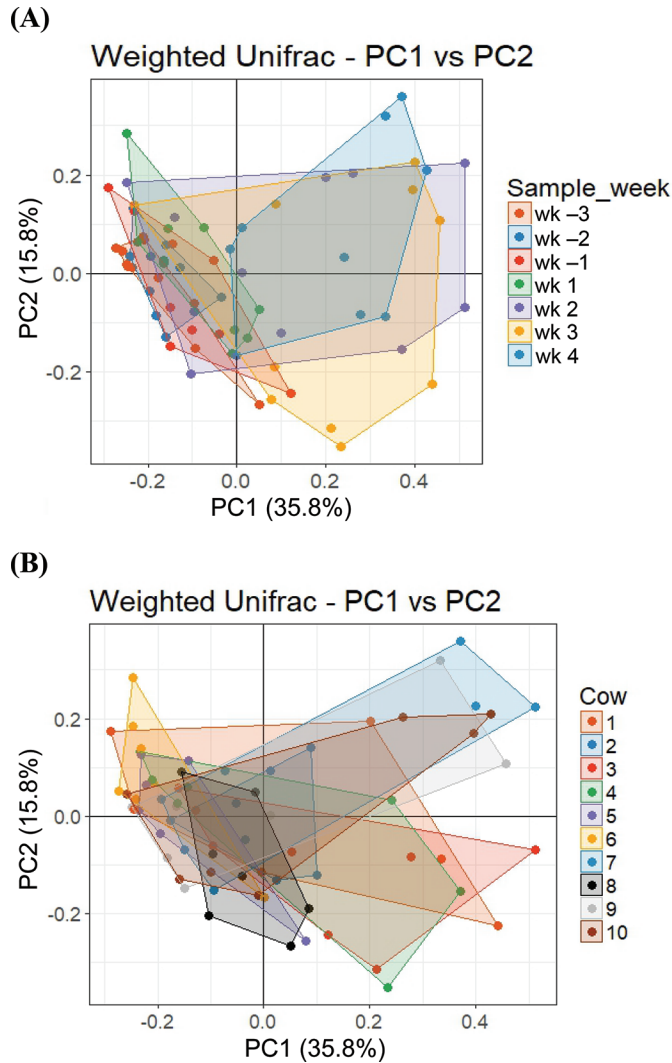 (A)
Weighted Unifrac - PC1 vs PC2
0.2
0.0
-0.2
PC2 (15.8%)
-0.2
0.0
0.2
0.4
PC1 (35.8%)
Sample_week
wk –3
wk –2
wk –1
wk 1
wk 2
wk 3
wk 4
(B)
Weighted Unifrac - PC1 vs PC2
0.2
0.0
-0.2
PC2 (15.8%)
-0.2
0.0
0.2
0.4
PC1 (35.8%)
Cow
1
2
3
4
5
6
7
8
9
10